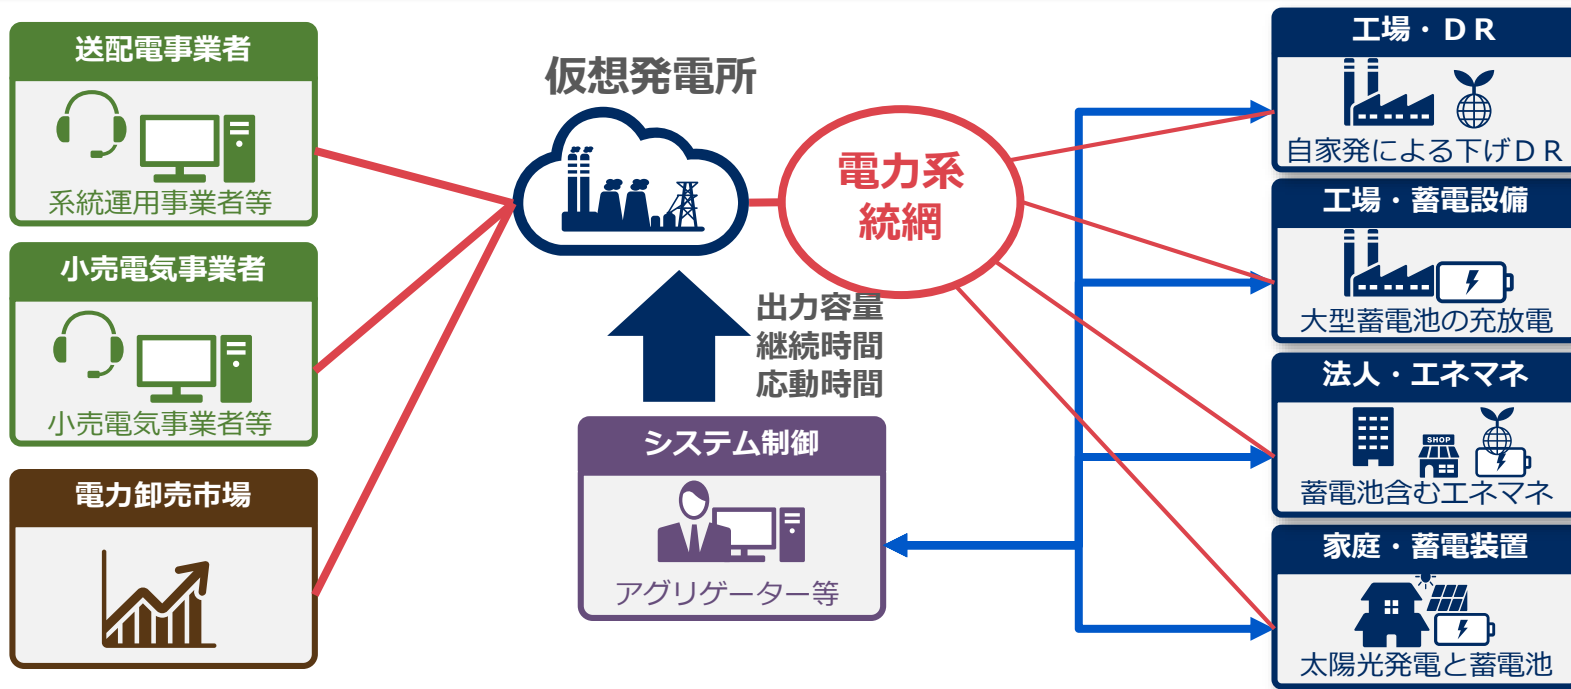 送配電事業者
系統運用事業者等
小売電気事業者
小売電気事業者等
電力卸売市場
仮想発電所
電力系
統網
出力容量
継続時間
応動時間
システム制御
アグリゲーター等
工場・ＤＲ
自家発による下げＤＲ
工場・蓄電設備
大型蓄電池の充放電
法人・エネマネ
SHOP
蓄電池含むエネマネ
家庭・蓄電装置
太陽光発電と蓄電池